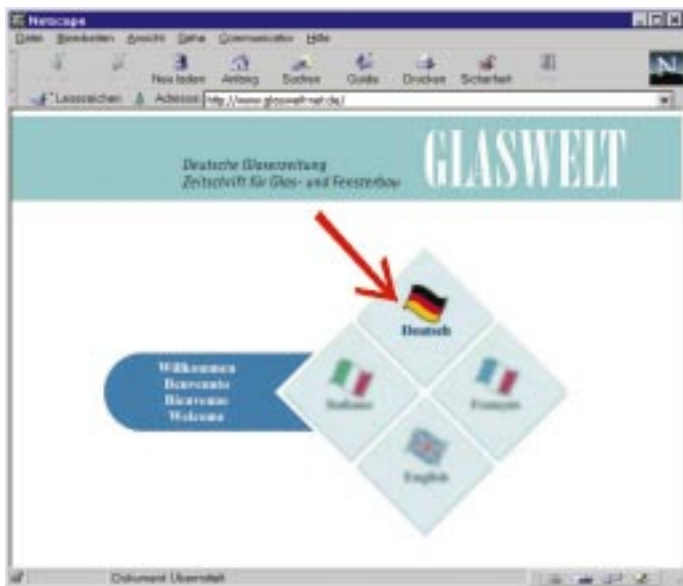 Netscape
Datei Bearbeiten Ansicht Gehe Communicator Hilfe
Neu laden Anfang Suchen Guide Drucken Sicherheit
Lesezeichen Adresse http://www.glaswelt-net.de/
Deutsche Glaserzeitung
Zeitschrift für Glas- und Fensterbau
GLASWELT
Deutsch
Willkommen
Benvenuto
Bienvenue
Welcome
Italiano
Français
English
Dokument Übermittelt
N